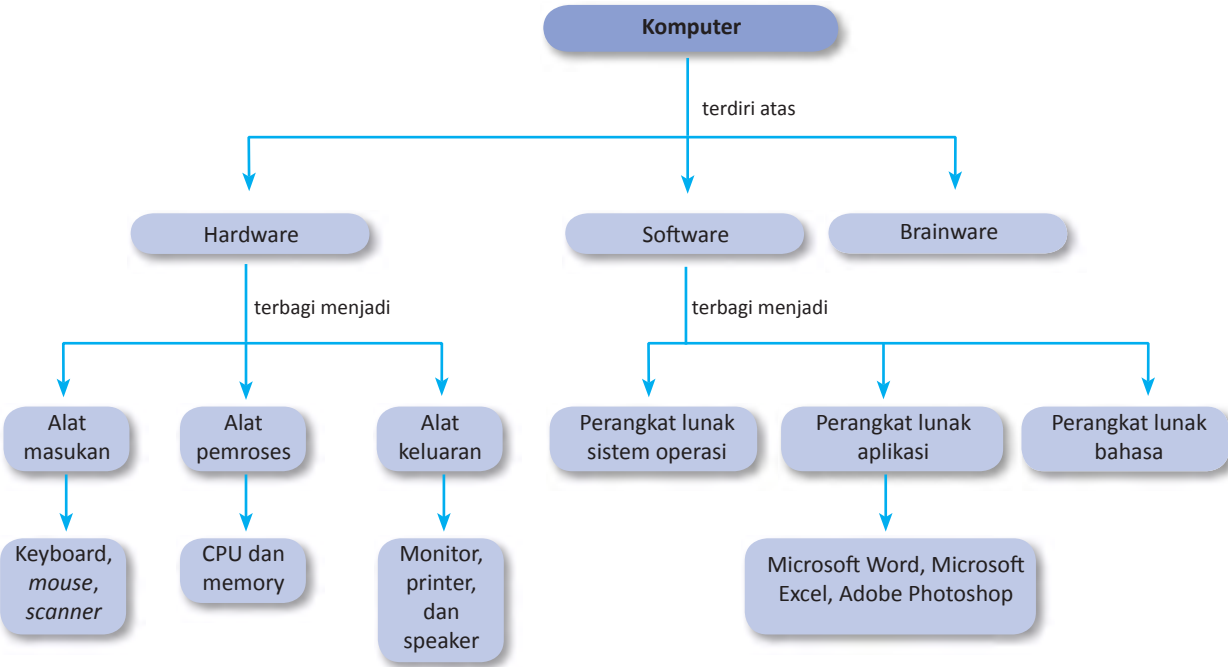 Komputer
terdiri atas
Hardware
Software
Brainware
terbagi menjadi
terbagi menjadi
Alat
masukan
Alat
pemroses
Alat
keluaran
Perangkat lunak
sistem operasi
Perangkat lunak
aplikasi
Perangkat lunak
bahasa
Keyboard,
mouse,
scanner
CPU dan
memory
Monitor,
printer,
dan
speaker
Microsoft Word, Microsoft
Excel, Adobe Photoshop